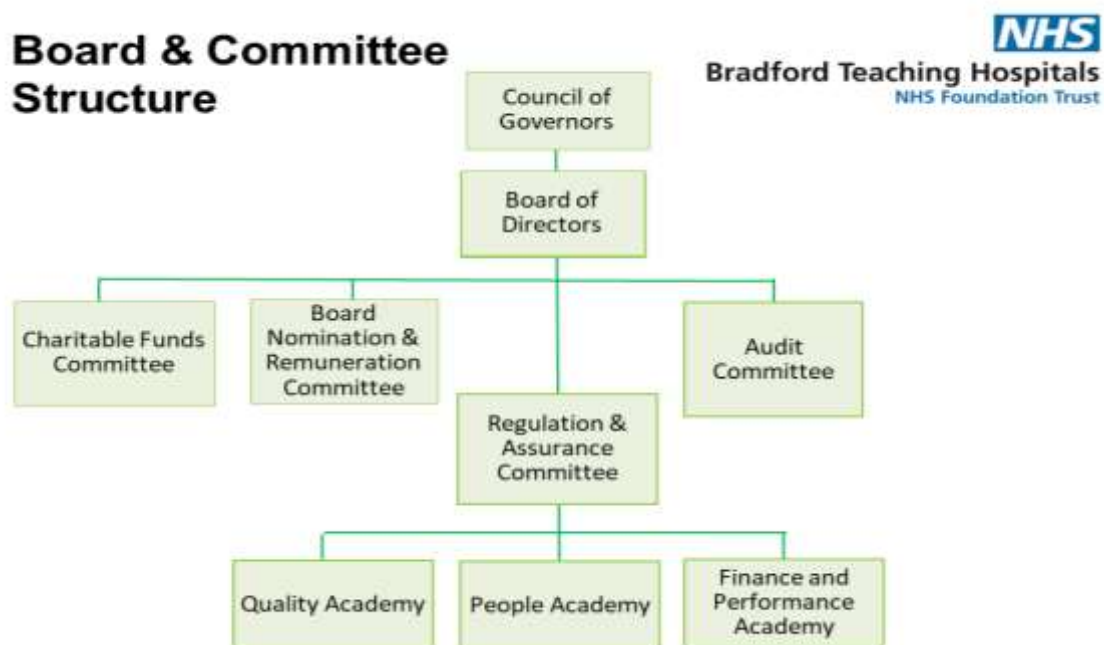 Board & Committee
Structure
NHS
Bradford Teaching Hospitals
NHS Foundation Trust
Council of
Governors
Board of
Directors
Charitable Funds
Committee
Board
Nomination &
Remuneration
Committee
Audit
Committee
Regulation &
Assurance
Committee
Quality Academy
People Academy
Finance and
Performance
Academy